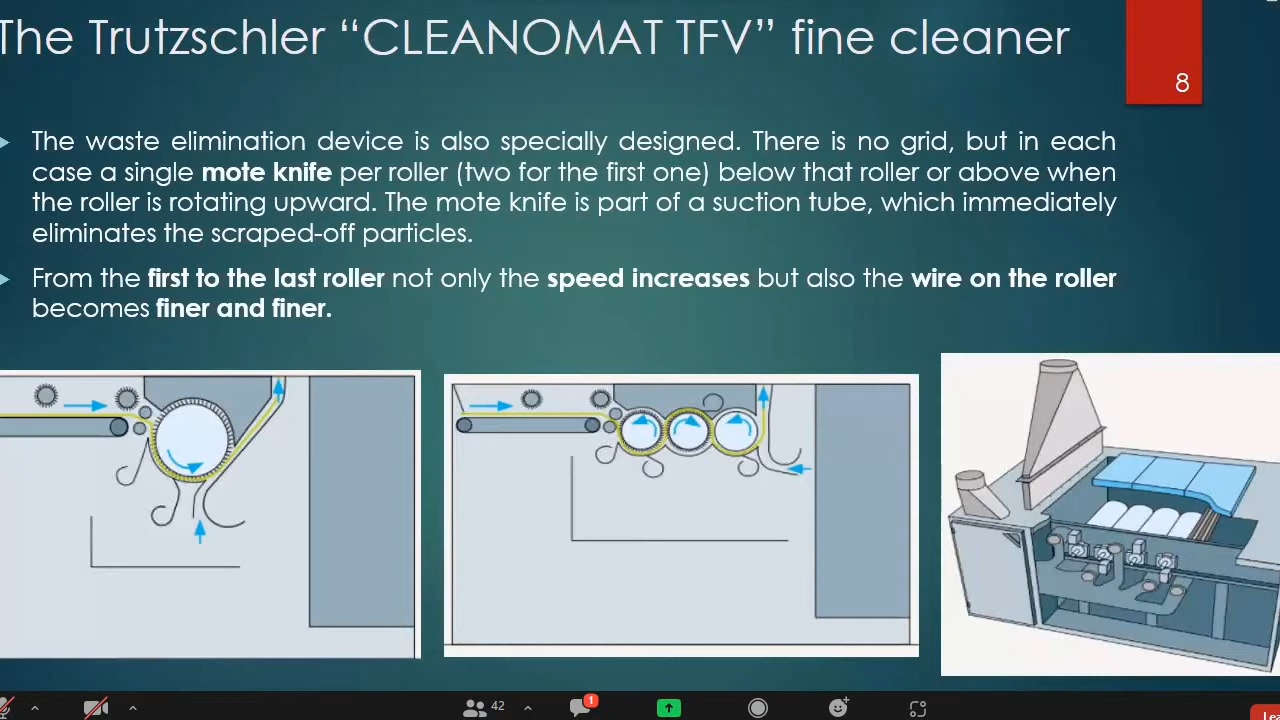 The Trutzschler “CLEANOMAT TFV” fine cleaner
8
The waste elimination device is also specially designed. There is no grid, but in each
case a single mote knife per roller (two for the first one) below that roller or above when
the roller is rotating upward. The mote knife is part of a suction tube, which immediately
eliminates the scraped-off particles.
From the first to the last roller not only the speed increases but also the wire on the roller
becomes finer and finer.
42
1